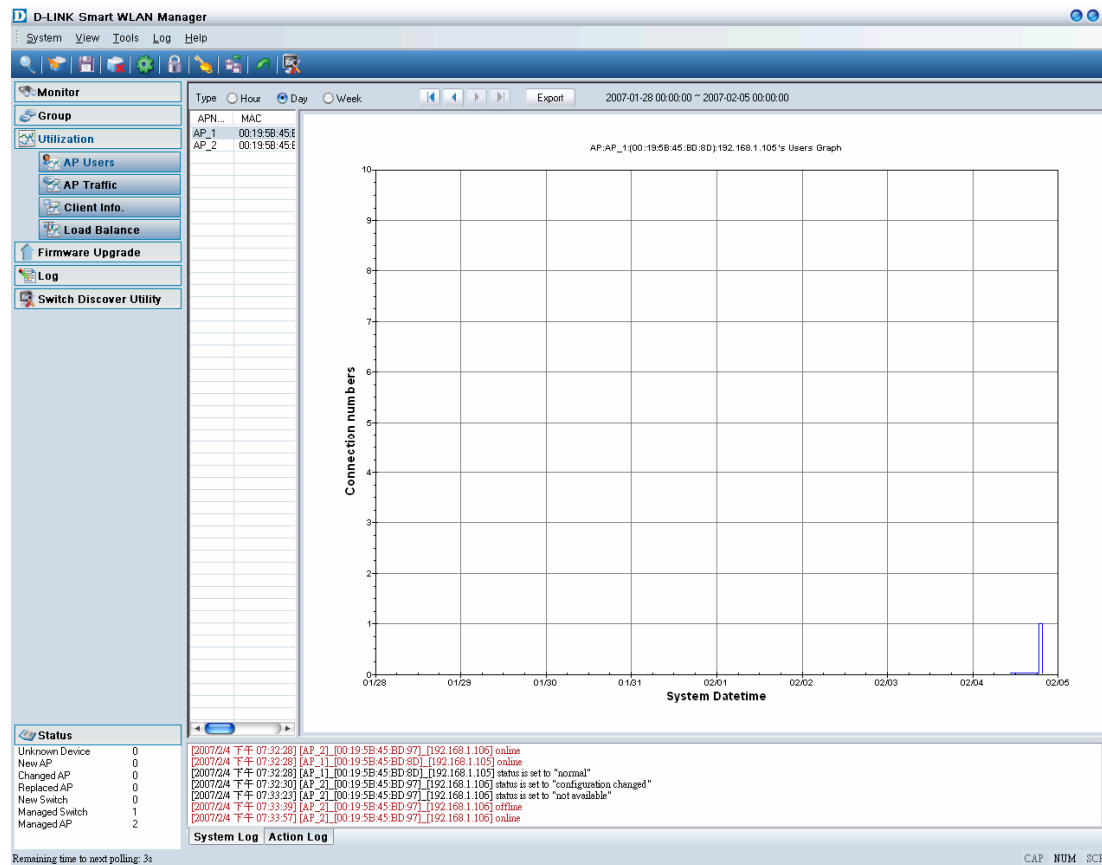 D-LINK Smart WLAN Manager
System View Tools Log Help
Monitor
Group
Utilization
AP Users
AP Traffic
Client Info.
Load Balance
Firmware Upgrade
Log
Switch Discover Utility
Type Hour Day Week Export 2007-01-28 00:00:00 ~ 2007-02-05 00:00:00
APN... MAC
AP_1 00:19:5B:45:E
AP_2 00:19:5B:45:E
AP:AP_1:(00:19:5B:45:BD:8D):192.168.1.105's Users Graph
10
9
8
7
6
5
4
3
2
1
0
Connection numbers
01/28 01/29 01/30 01/31 02/01 02/02 02/03 02/04 02/05
System Datetime
Status
Unknown Device 0
New AP 0
Changed AP 0
Replaced AP 0
New Switch 0
Managed Switch 1
Managed AP 2
[2007/2/4 下午 07:32:28] [AP_2]_[00:19:5B:45:BD:97]_[192.168.1.106] online
[2007/2/4 下午 07:32:28] [AP_1]_[00:19:5B:45:BD:8D]_[192.168.1.105] online
[2007/2/4 下午 07:32:28] [AP_1]_[00:19:5B:45:BD:8D]_[192.168.1.105] status is set to "normal"
[2007/2/4 下午 07:32:30] [AP_2]_[00:19:5B:45:BD:97]_[192.168.1.106] status is set to "configuration changed"
[2007/2/4 下午 07:33:23] [AP_2]_[00:19:5B:45:BD:97]_[192.168.1.106] status is set to "not available"
[2007/2/4 下午 07:33:39] [AP_2]_[00:19:5B:45:BD:97]_[192.168.1.106] offline
[2007/2/4 下午 07:33:57] [AP_2]_[00:19:5B:45:BD:97]_[192.168.1.106] online
System Log Action Log
Remaining time to next polling: 3s CAP NUM SCR